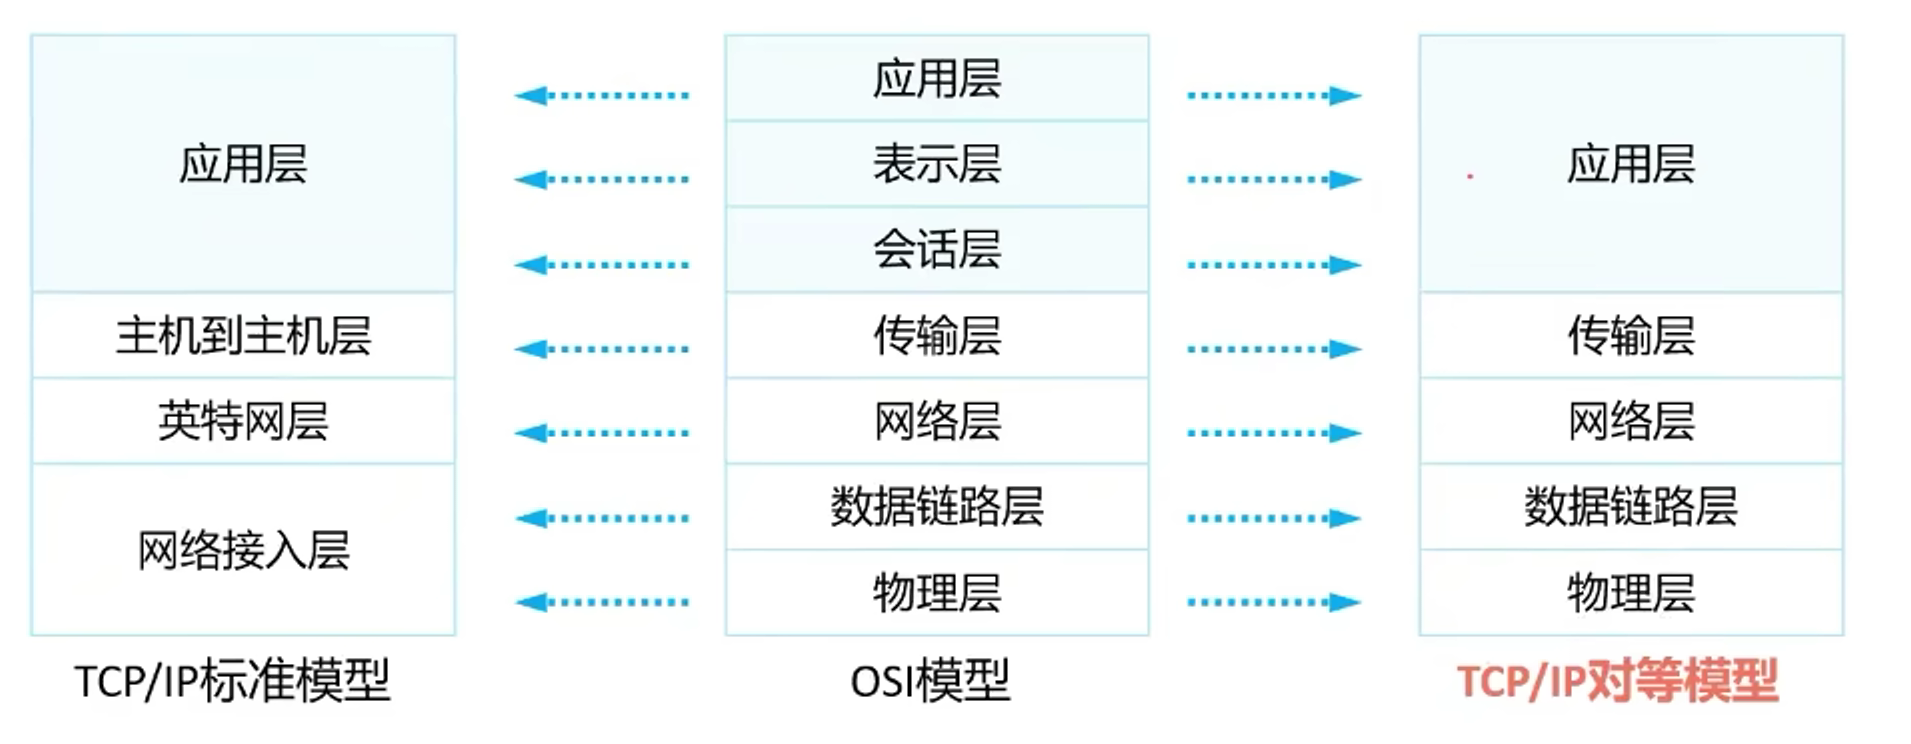 应用层
主机到主机层
英特网层
网络接入层
TCP/IP标准模型
应用层
表示层
会话层
传输层
网络层
数据链路层
物理层
OSI模型
应用层
传输层
网络层
数据链路层
物理层
TCP/IP对等模型